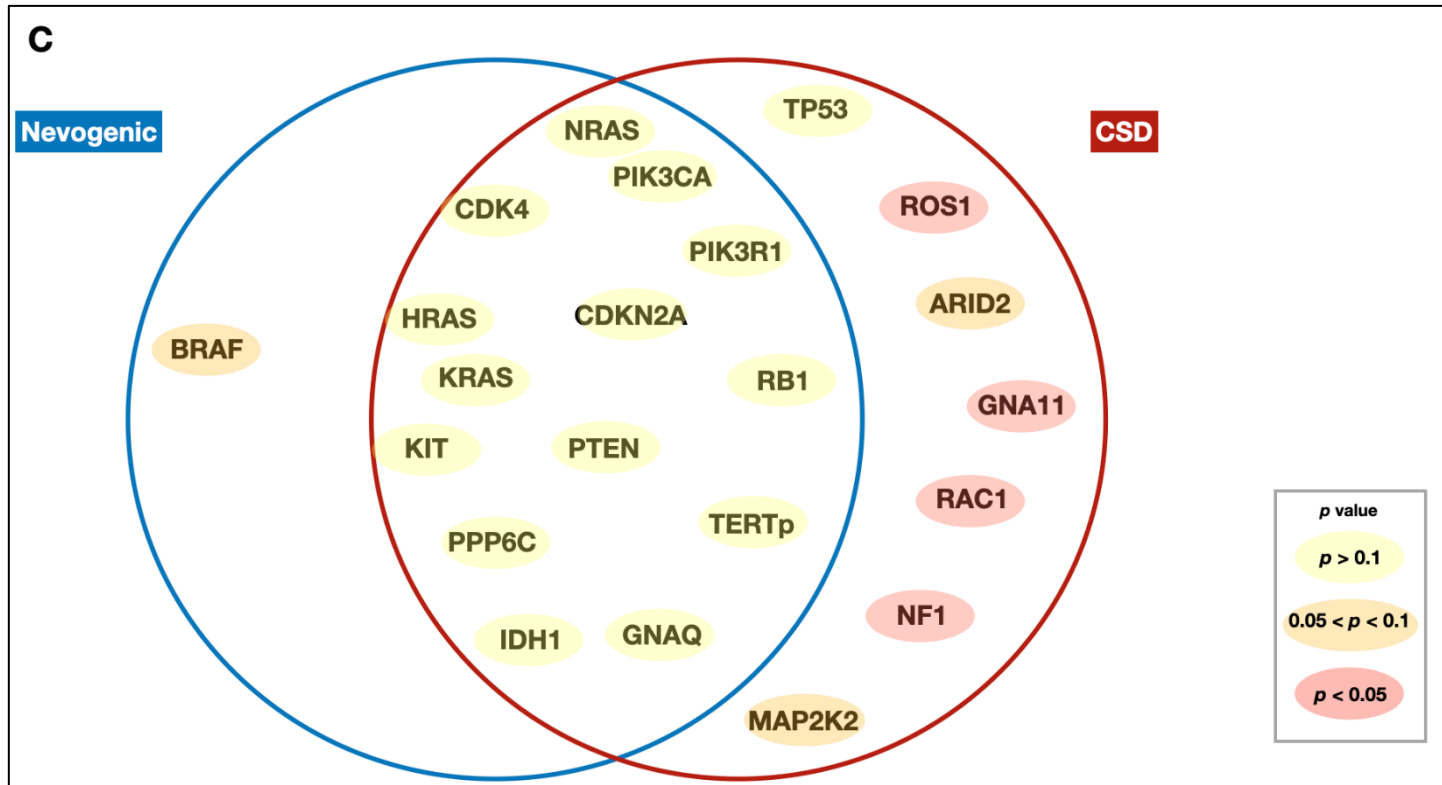 C
Nevogenic
CSD
TP53
NRAS
PIK3CA
CDK4
ROS1
PIK3R1
ARID2
HRAS
CDKN2A
BRAF
KRAS
RB1
GNA11
KIT
PTEN
RAC1
TERTp
PPP6C
NF1
IDH1
GNAQ
MAP2K2
p value
p > 0.1
0.05 < p < 0.1
p < 0.05